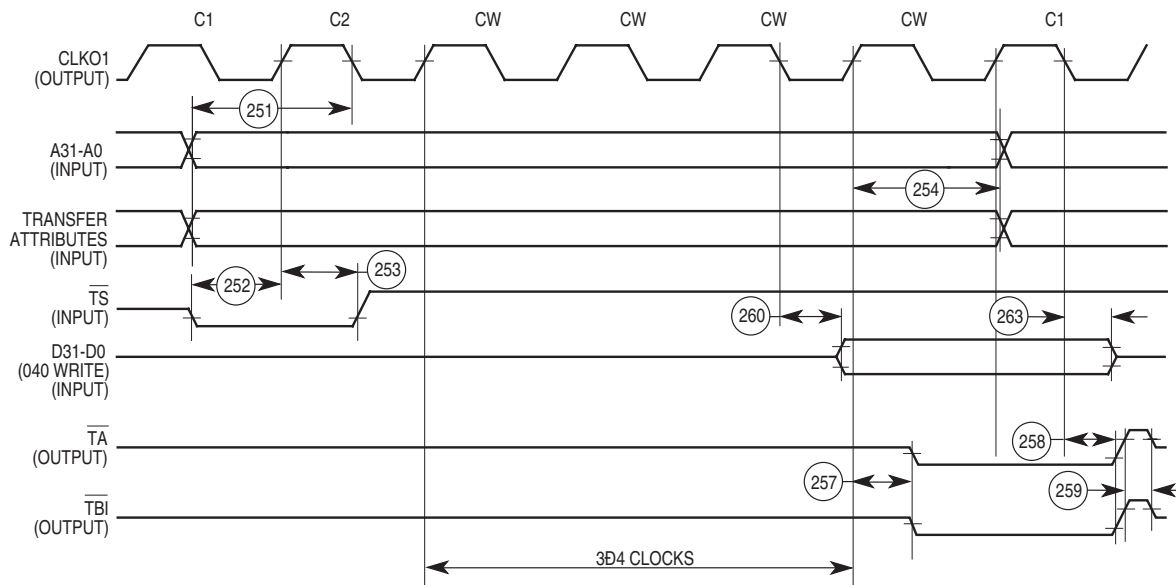 C1 C2 CW CW CW CW C1
CLKO1
(OUTPUT)
251
A31-A0
(INPUT)
254
TRANSFER
ATTRIBUTES
(INPUT)
252
253
TS
(INPUT)
260
263
D31-D0
(040 WRITE)
(INPUT)
TA
(OUTPUT)
258
257
259
TBI
(OUTPUT)
3Ð4 CLOCKS